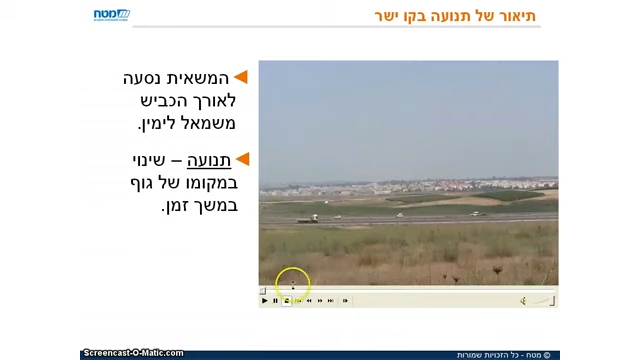 תיאור של תנועה בקו ישר
מטח
המשאית נסעה
לאורך הכביש
משמאל לימין.
תנועה – שינוי
במקומו של גוף
במשך זמן.
Screencast-O-Matic.com
© מטח - כל הזכויות שמורות